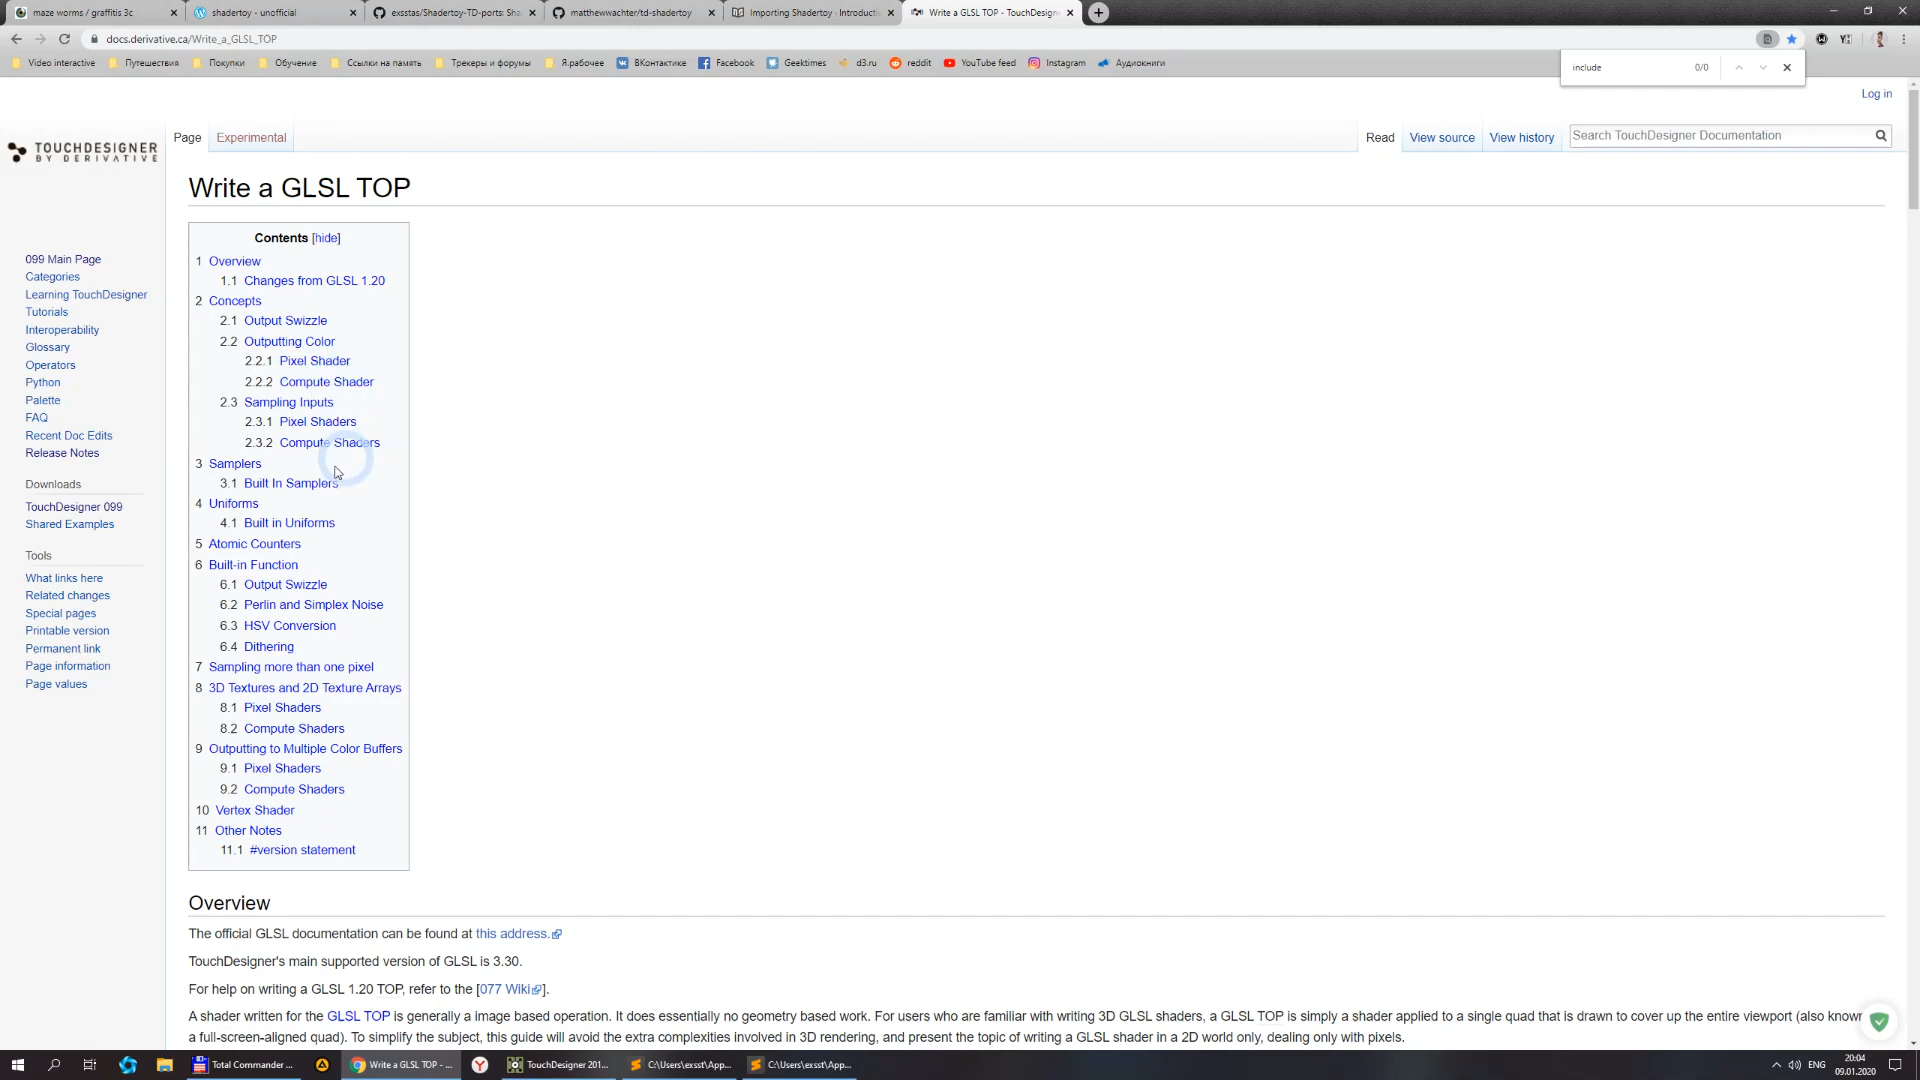 maze worms / graffitis 3c
shadertoy - unofficial
exsstas/Shadertoy-TD-ports: Sha
matthewwachter/td-shadertoy
Importing Shadertoy · Introducti
Write a GLSL TOP - TouchDesign
docs.derivative.ca/Write_a_GLSL_TOP
Video interactive
Путешествия
Покупки
Обучение
Ссылки на память
Трекеры и форумы
Я.рабочее
ВКонтактике
Facebook
Geektimes
d3.ru
reddit
YouTube feed
Instagram
Аудиокниги
include 0/0
Log in
TOUCHDESIGNER
BY DERIVATIVE
Page Experimental
Read View source View history
Search TouchDesigner Documentation
Write a GLSL TOP
099 Main Page
Categories
Learning TouchDesigner
Tutorials
Interoperability
Glossary
Operators
Python
Palette
FAQ
Recent Doc Edits
Release Notes
Downloads
TouchDesigner 099
Shared Examples
Tools
What links here
Related changes
Special pages
Printable version
Permanent link
Page information
Page values
Contents [hide]
1 Overview
1.1 Changes from GLSL 1.20
2 Concepts
2.1 Output Swizzle
2.2 Outputting Color
2.2.1 Pixel Shader
2.2.2 Compute Shader
2.3 Sampling Inputs
2.3.1 Pixel Shaders
2.3.2 Compute Shaders
3 Samplers
3.1 Built In Samplers
4 Uniforms
4.1 Built in Uniforms
5 Atomic Counters
6 Built-in Function
6.1 Output Swizzle
6.2 Perlin and Simplex Noise
6.3 HSV Conversion
6.4 Dithering
7 Sampling more than one pixel
8 3D Textures and 2D Texture Arrays
8.1 Pixel Shaders
8.2 Compute Shaders
9 Outputting to Multiple Color Buffers
9.1 Pixel Shaders
9.2 Compute Shaders
10 Vertex Shader
11 Other Notes
11.1 #version statement
Overview
The official GLSL documentation can be found at this address.
TouchDesigner's main supported version of GLSL is 3.30.
For help on writing a GLSL 1.20 TOP, refer to the [077 Wiki].
A shader written for the GLSL TOP is generally a image based operation. It does essentially no geometry based work. For users who are familiar with writing 3D GLSL shaders, a GLSL TOP is simply a shader applied to a single quad that is drawn to cover up the entire viewport (also known
a full-screen-aligned quad). To simplify the subject, this guide will avoid the extra complexities involved in 3D rendering, and present the topic of writing a GLSL shader in a 2D world only, dealing only with pixels.
Total Commander ...
Write a GLSL TOP - ...
TouchDesigner 201...
C:\Users\exsst\App...
C:\Users\exsst\App...
ENG
20:04
09.01.2020